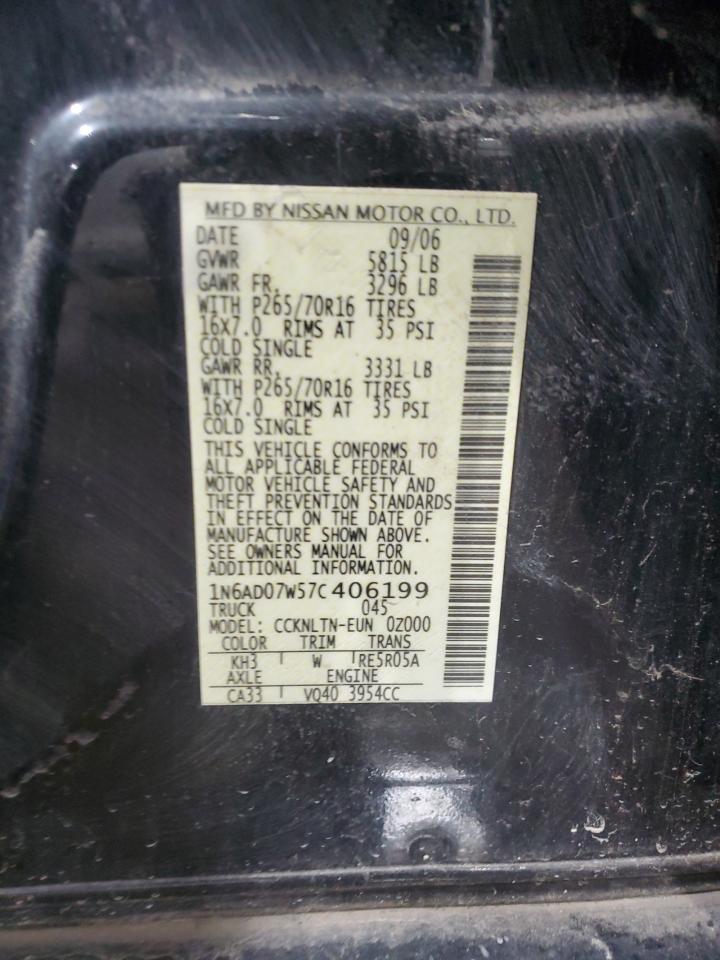 MFD BY NISSAN MOTOR CO., LTD.
DATE 09/06
GVWR 5815 LB
GAWR FR. 3296 LB
WITH P265/70R16 TIRES
16X7.0 RIMS AT 35 PSI
COLD SINGLE
GAWR RR. 3331 LB
WITH P265/70R16 TIRES
16X7.0 RIMS AT 35 PSI
COLD SINGLE
THIS VEHICLE CONFORMS TO
ALL APPLICABLE FEDERAL
MOTOR VEHICLE SAFETY AND
THEFT PREVENTION STANDARDS
IN EFFECT ON THE DATE OF
MANUFACTURE SHOWN ABOVE.
SEE OWNERS MANUAL FOR
ADDITIONAL INFORMATION.
1N6AD07W57C406199
TRUCK 045
MODEL: CCKNLTN-EUN 0Z000
COLOR TRIM TRANS
KH3 W RE5R05A
AXLE ENGINE
CA33 VQ40 3954CC